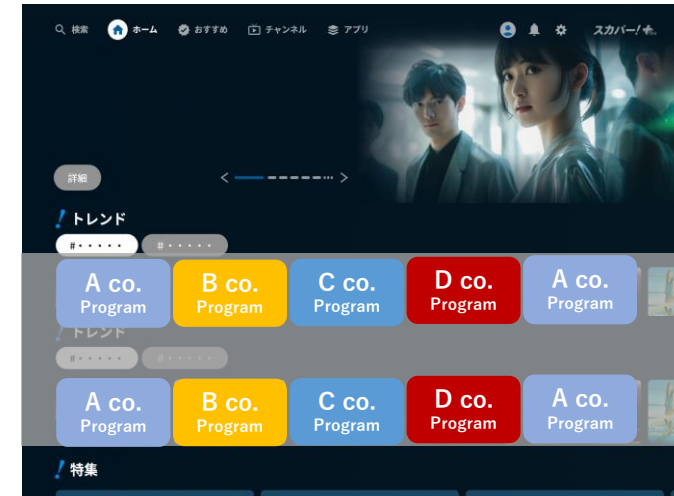 検索 ホーム おすすめ チャンネル アプリ スカパー!+
詳細
トレンド
#・・・・・ #・・・・・
A co. B co. C co. D co. A co.
Program Program Program Program Program
トレンド
#・・・・・ #・・・・・
A co. B co. C co. D co. A co.
Program Program Program Program Program
特集